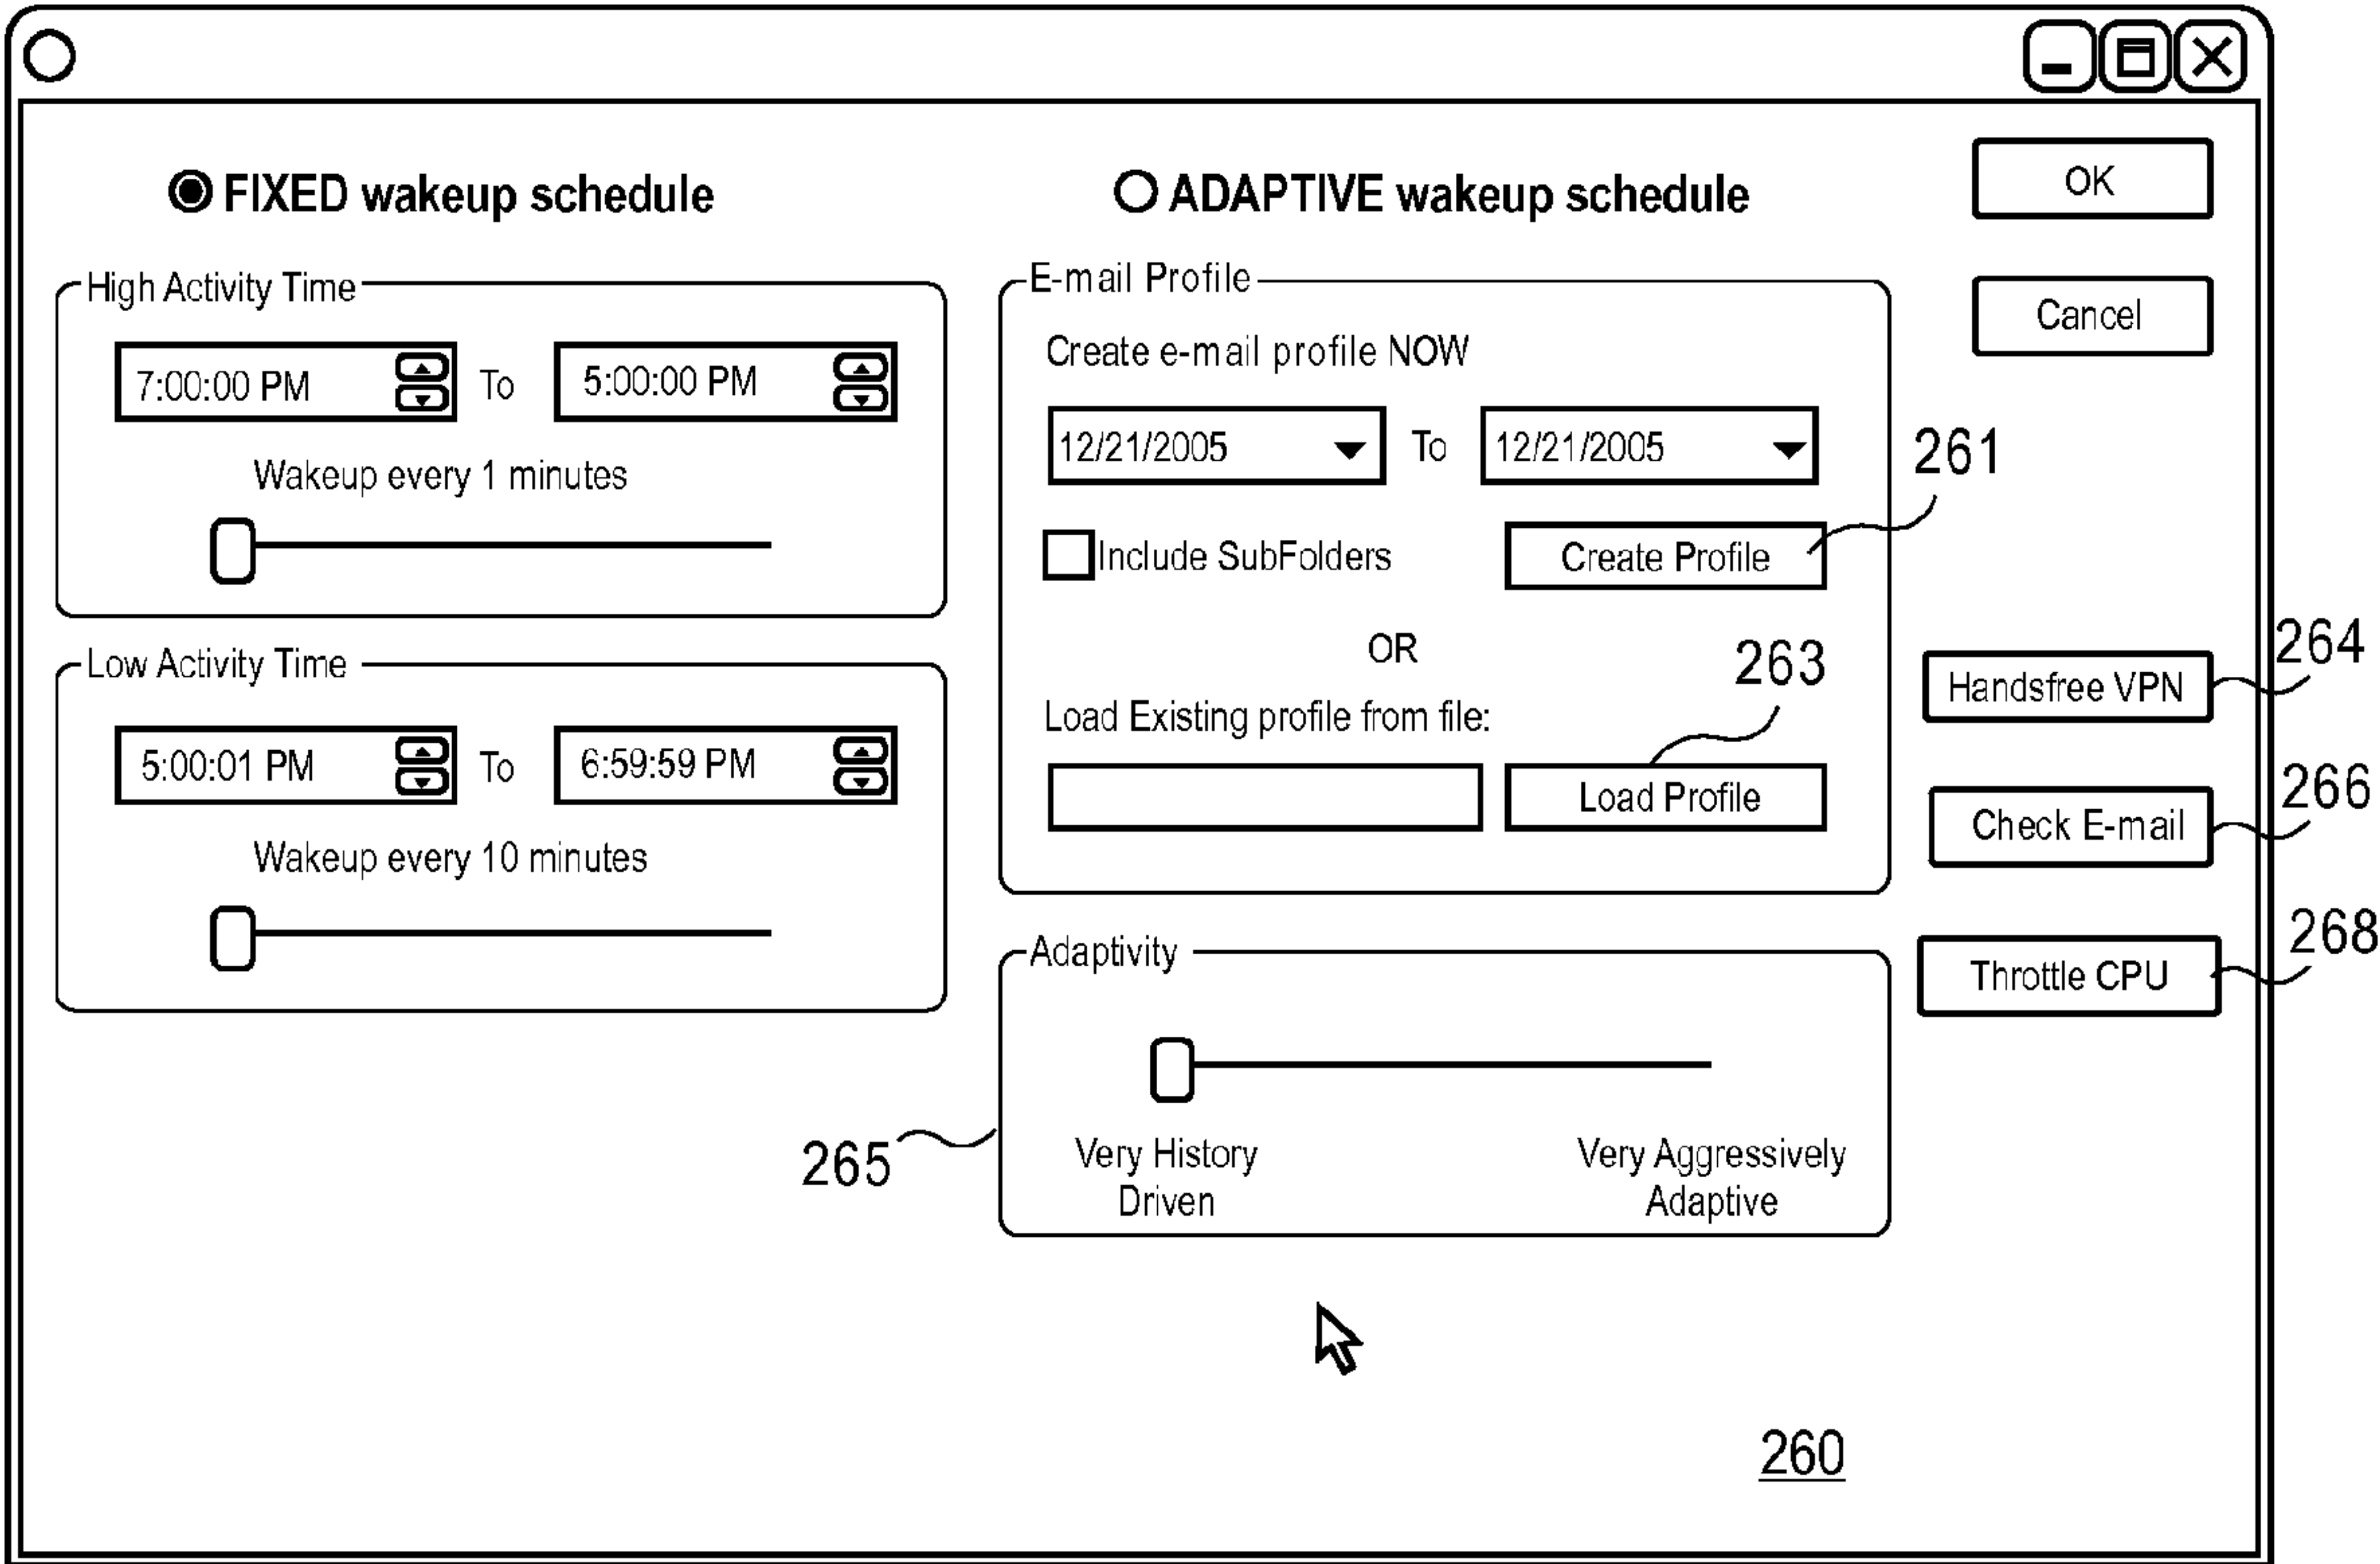 FIXED wakeup schedule
High Activity Time
7:00:00 PM To 5:00:00 PM
Wakeup every 1 minutes
Low Activity Time
5:00:01 PM To 6:59:59 PM
Wakeup every 10 minutes
ADAPTIVE wakeup schedule
E-mail Profile
Create e-mail profile NOW
12/21/2005 To 12/21/2005
261
Include SubFolders Create Profile
OR
263
Load Existing profile from file:
Load Profile
Adaptivity
265
Very History Driven
Very Aggressively Adaptive
OK
Cancel
264
Handsfree VPN
266
Check E-mail
268
Throttle CPU
260